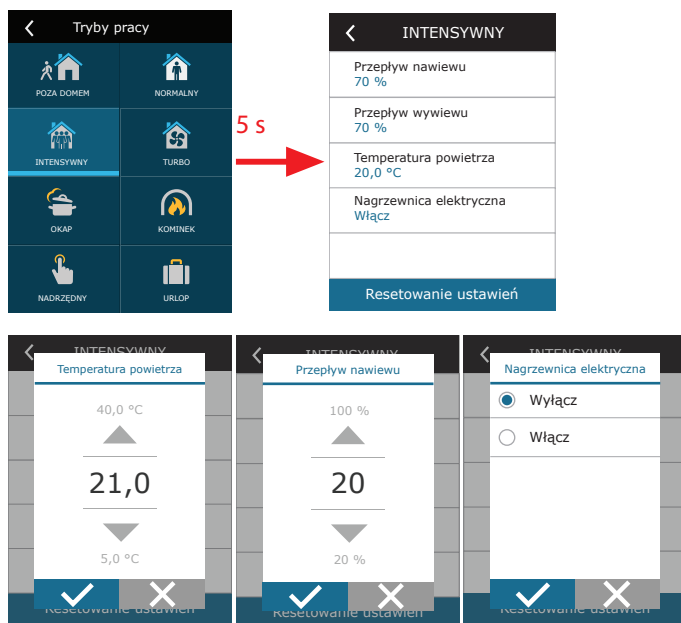 Tryby pracy
POZA DOMEM
NORMALNY
INTENSYWNY
TURBO
OKAP
KOMINEK
NADRZĘDNY
URLOP
5 s
INTENSYWNY
Przepływ nawiewu
70 %
Przepływ wywiewu
70 %
Temperatura powietrza
20,0 °C
Nagrzewnica elektryczna
Włącz
Resetowanie ustawień
INTENSYWNY
Temperatura powietrza
40,0 °C
21,0
5,0 °C
Resetowanie ustawień
INTENSYWNY
Przepływ nawiewu
100 %
20
20 %
Resetowanie ustawień
INTENSYWNY
Nagrzewnica elektryczna
Wyłącz
Włącz
Resetowanie ustawień